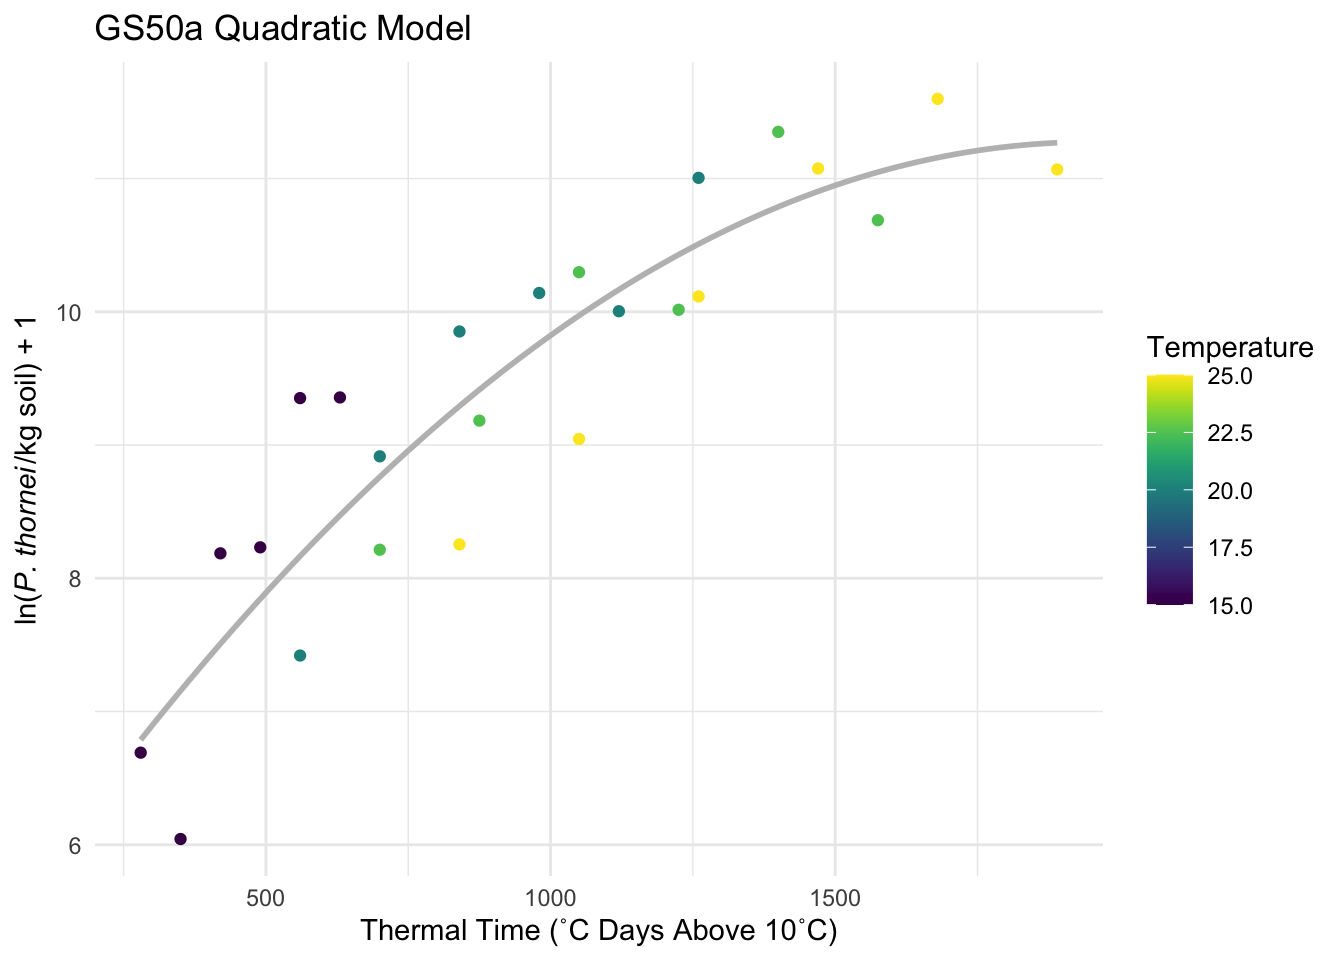 GS50a Quadratic Model
ln(P. thornei/kg soil) + 1
10
8
6
500 1000 1500
Thermal Time (˚C Days Above 10˚C)
Temperature
25.0
22.5
20.0
17.5
15.0